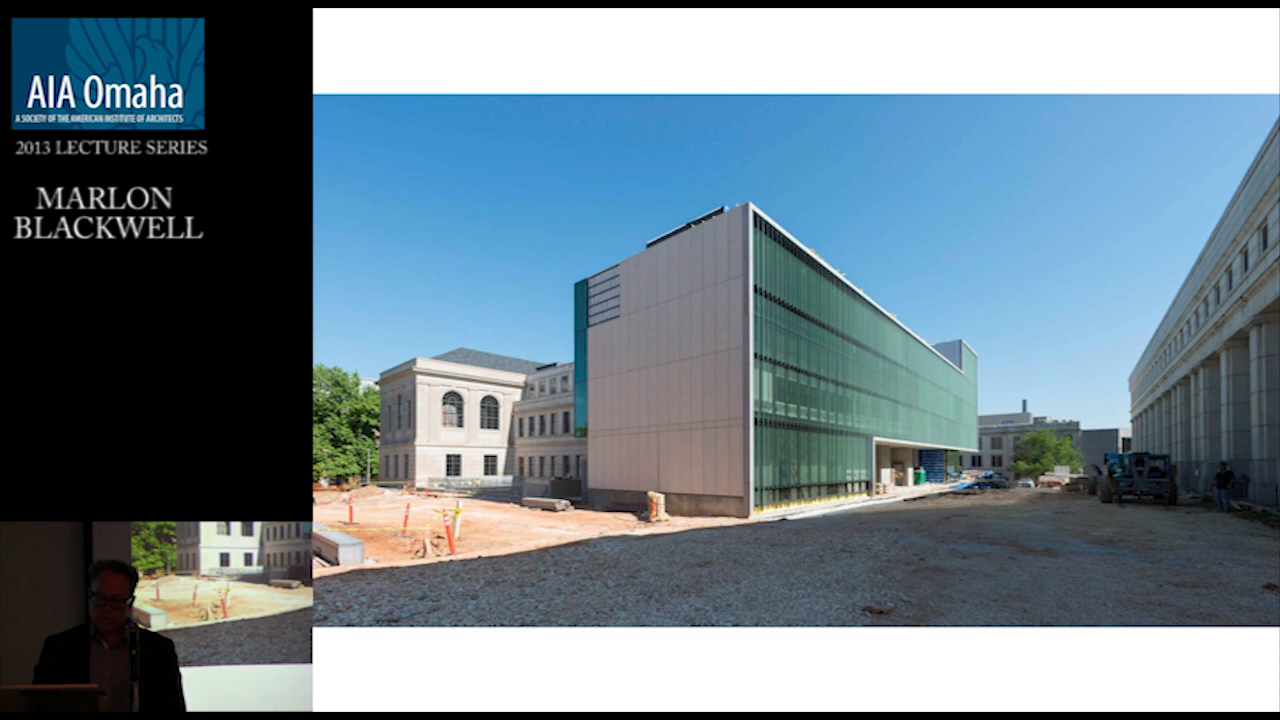 AIA Omaha
A SOCIETY OF THE AMERICAN INSTITUTE OF ARCHITECTS
2013 LECTURE SERIES
MARLON
BLACKWELL